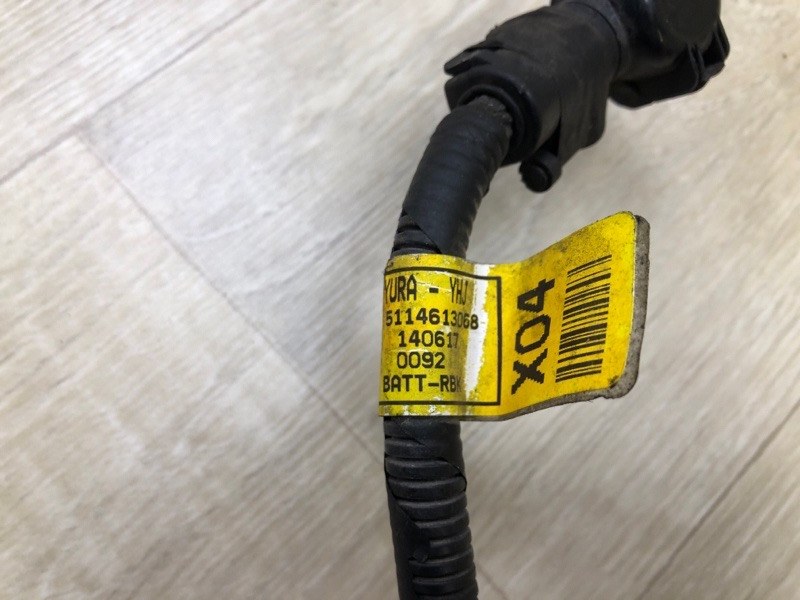 YURA - YHJ
5114613068
140617
0092
BATT-RBK
X04